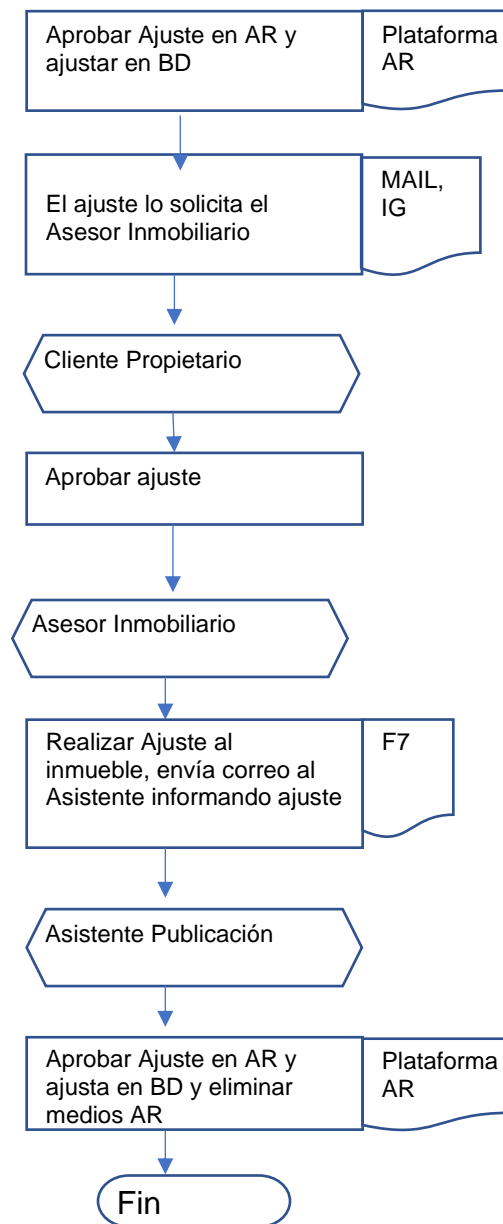 Aprobar Ajuste en AR y
ajustar en BD
Plataforma
AR
El ajuste lo solicita el
Asesor Inmobiliario
MAIL,
IG
Cliente Propietario
Aprobar ajuste
Asesor Inmobiliario
Realizar Ajuste al
inmueble, envía correo al
Asistente informando ajuste
F7
Asistente Publicación
Aprobar Ajuste en AR y
ajusta en BD y eliminar
medios AR
Plataforma
AR
Fin